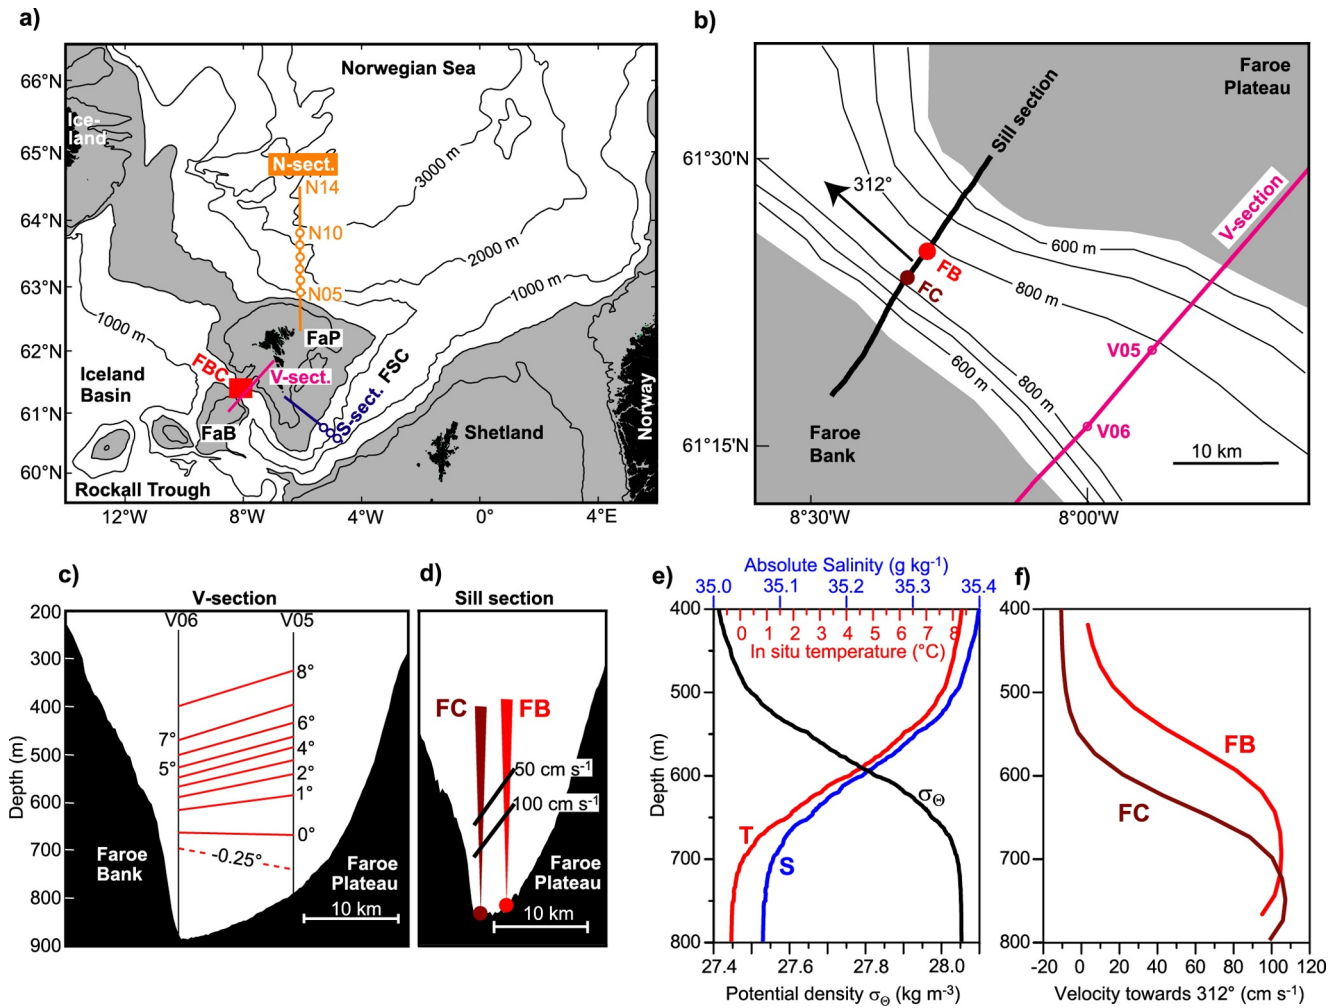 a)
66°N
65°N
64°N
63°N
62°N
61°N
60°N
12°W
8°W
4°W
0°
4°E
Norwegian Sea
Ice-
land
N-sect.
N14
N10
N05
3000 m
2000 m
1000 m
1000 m
FaP
FBC
V-sect.
Iceland
Basin
S-sect.
FSC
FaB
Shetland
Norway
Rockall Trough
b)
61°30'N
61°15'N
8°30'W
8°00'W
Faroe
Plateau
Sill section
312°
V-section
FB
FC
600 m
800 m
800 m
600 m
V05
V06
Faroe
Bank
10 km
c)
V-section
V06
V05
200
300
400
500
600
700
800
900
Depth (m)
8°
7°
6°
5°
4°
2°
1°
0°
-0.25°
Faroe
Bank
Faroe
Plateau
10 km
d)
Sill section
FC
FB
50 cm s-1
100 cm s-1
Faroe
Plateau
10 km
e)
Absolute Salinity (g kg-1)
35.0
35.1
35.2
35.3
35.4
0 1 2 3 4 5 6 7 8
In situ temperature (°C)
400
500
600
700
800
Depth (m)
σΘ
T
S
27.4
27.6
27.8
28.0
Potential density σΘ (kg m-3)
f)
400
500
600
700
800
FB
FC
-20 0 20 40 60 80 100 120
Velocity towards 312° (cm s-1)